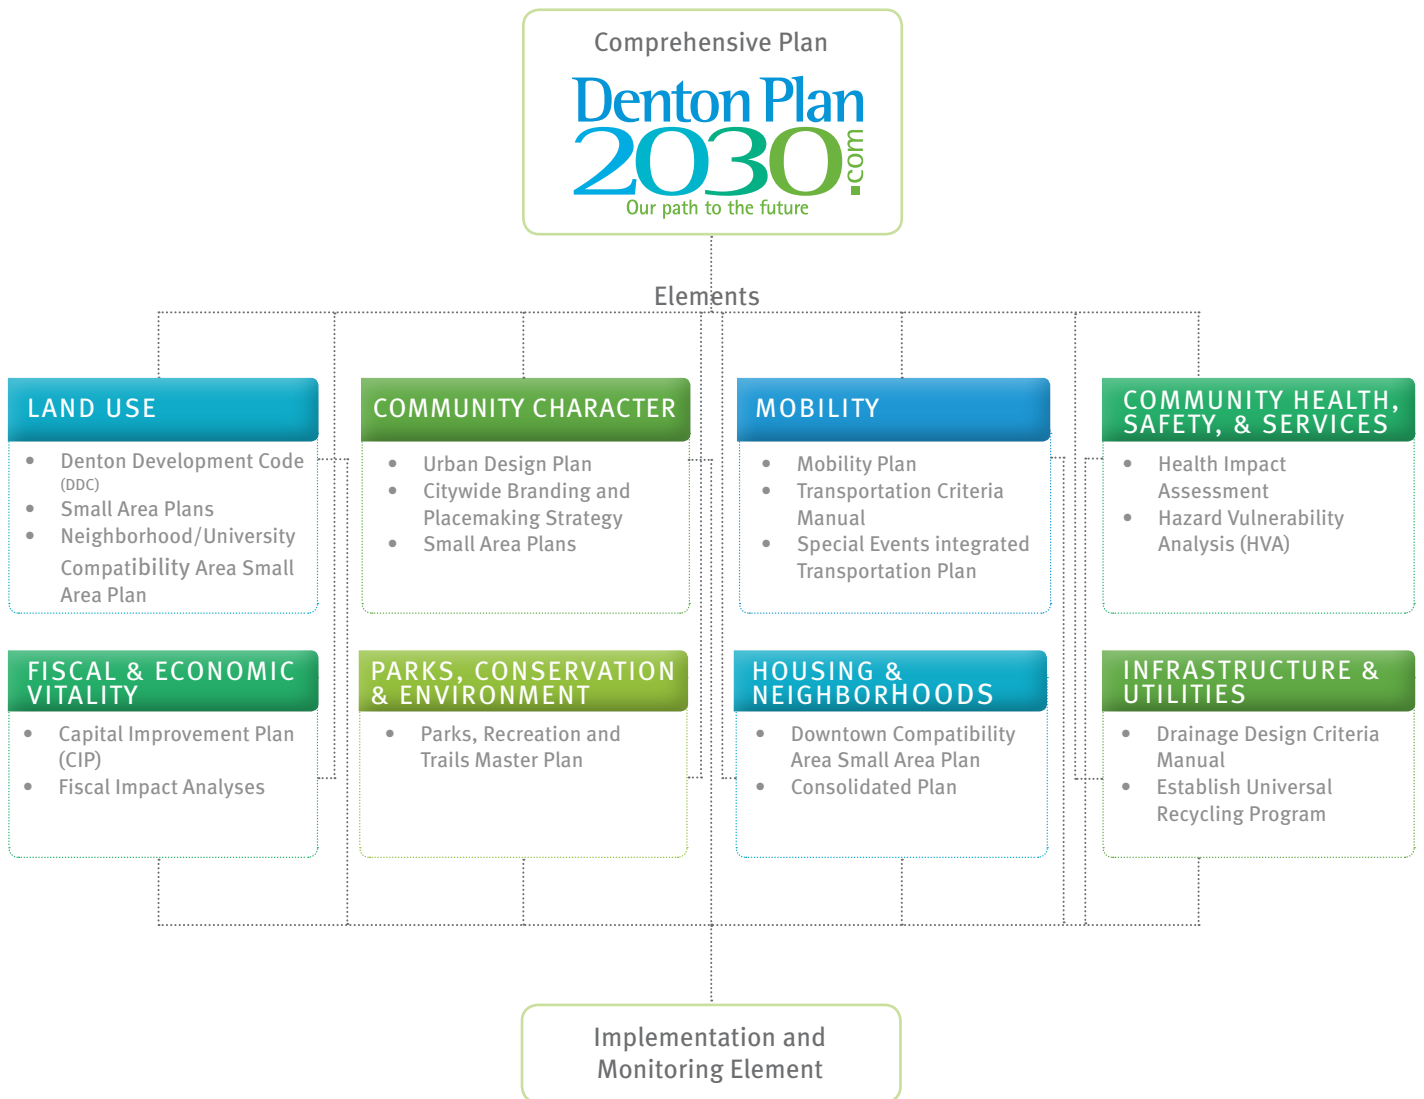 Comprehensive Plan
Denton Plan
2030.com
Our path to the future
Elements
LAND USE
• Denton Development Code
(DDC)
• Small Area Plans
• Neighborhood/University
Compatibility Area Small
Area Plan
COMMUNITY CHARACTER
• Urban Design Plan
• Citywide Branding and
Placemaking Strategy
• Small Area Plans
MOBILITY
• Mobility Plan
• Transportation Criteria
Manual
• Special Events integrated
Transportation Plan
COMMUNITY HEALTH,
SAFETY, & SERVICES
• Health Impact
Assessment
• Hazard Vulnerability
Analysis (HVA)
FISCAL & ECONOMIC
VITALITY
• Capital Improvement Plan
(CIP)
• Fiscal Impact Analyses
PARKS, CONSERVATION
& ENVIRONMENT
• Parks, Recreation and
Trails Master Plan
HOUSING &
NEIGHBORHOODS
• Downtown Compatibility
Area Small Area Plan
• Consolidated Plan
INFRASTRUCTURE &
UTILITIES
• Drainage Design Criteria
Manual
• Establish Universal
Recycling Program
Implementation and
Monitoring Element